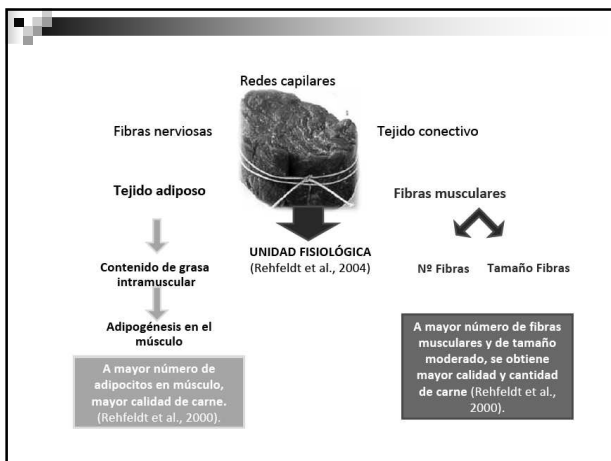 Redes capilares
Fibras nerviosas
Tejido conectivo
Tejido adiposo
Fibras musculares
UNIDAD FISIOLÓGICA
(Rehfeldt et al., 2004)
Contenido de grasa
intramuscular
Nº Fibras
Tamaño Fibras
Adipogénesis en el
músculo
A mayor número de
adipocitos en músculo,
mayor calidad de carne.
(Rehfeldt et al., 2000).
A mayor número de fibras
musculares y de tamaño
moderado, se obtiene
mayor calidad y cantidad
de carne (Rehfeldt et al.,
2000).